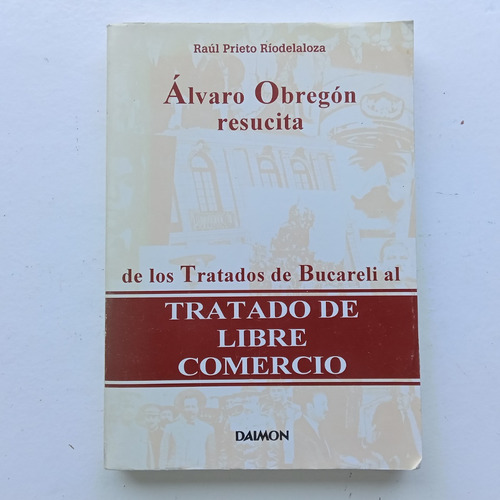 Raúl Prieto Ríodelaloza
Álvaro Obregón
resucita
de los Tratados de Bucareli al
TRATADO DE
LIBRE
COMERCIO
DAIMON